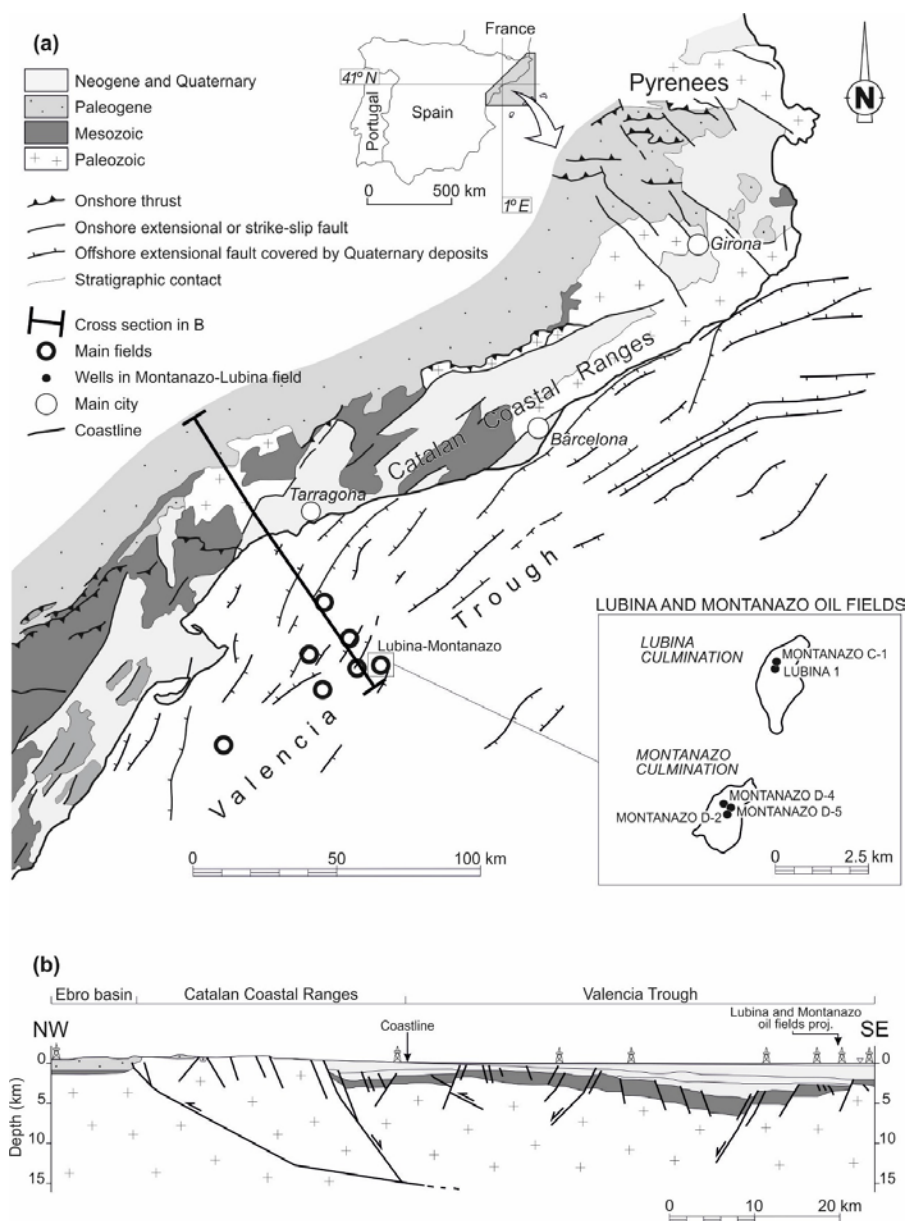 (a)
Neogene and Quaternary
Paleogene
Mesozoic
Paleozoic
Onshore thrust
Onshore extensional or strike-slip fault
Offshore extensional fault covered by Quaternary deposits
Stratigraphic contact
Cross section in B
Main fields
Wells in Montanazo-Lubina field
Main city
Coastline
France
41º N
Portugal
Spain
0 500 km
1º E
Pyrenees
N
Girona
Catalan Coastal Ranges
Barcelona
Tarragona
Valencia Trough
Lubina-Montanazo
0 50 100 km
LUBINA AND MONTANAZO OIL FIELDS
LUBINA
CULMINATION
MONTANAZO C-1
LUBINA 1
MONTANAZO
CULMINATION
MONTANAZO D-4
MONTANAZO D-5
MONTANAZO D-2
0 2.5 km
(b)
Ebro basin Catalan Coastal Ranges Valencia Trough
NW
Coastline
Lubina and Montanazo
oil fields proj.
SE
Depth (km)
0 0
5 5
10 10
15 15
0 10 20 km